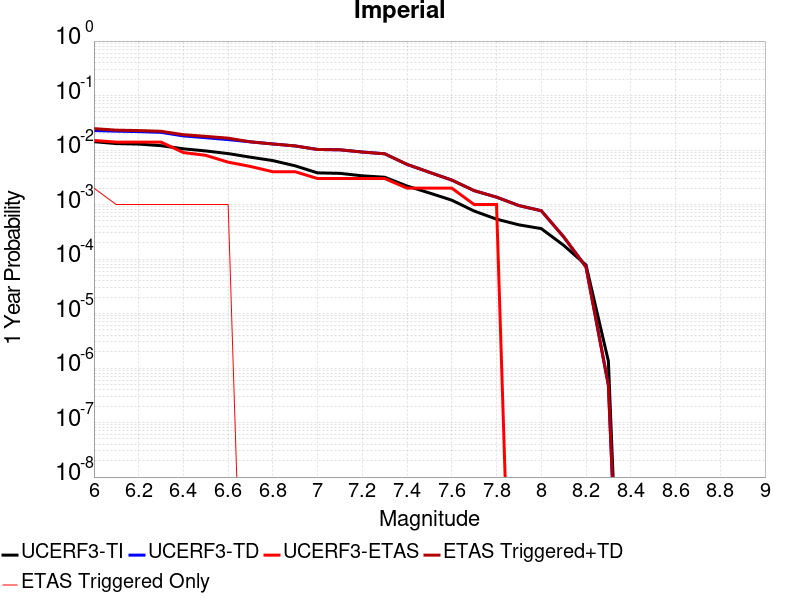 Imperial
10^0
10^-1
10^-2
10^-3
10^-4
10^-5
10^-6
10^-7
10^-8
1 Year Probability
6 6.2 6.4 6.6 6.8 7 7.2 7.4 7.6 7.8 8 8.2 8.4 8.6 8.8 9
Magnitude
UCERF3-TI UCERF3-TD UCERF3-ETAS ETAS Triggered+TD
ETAS Triggered Only